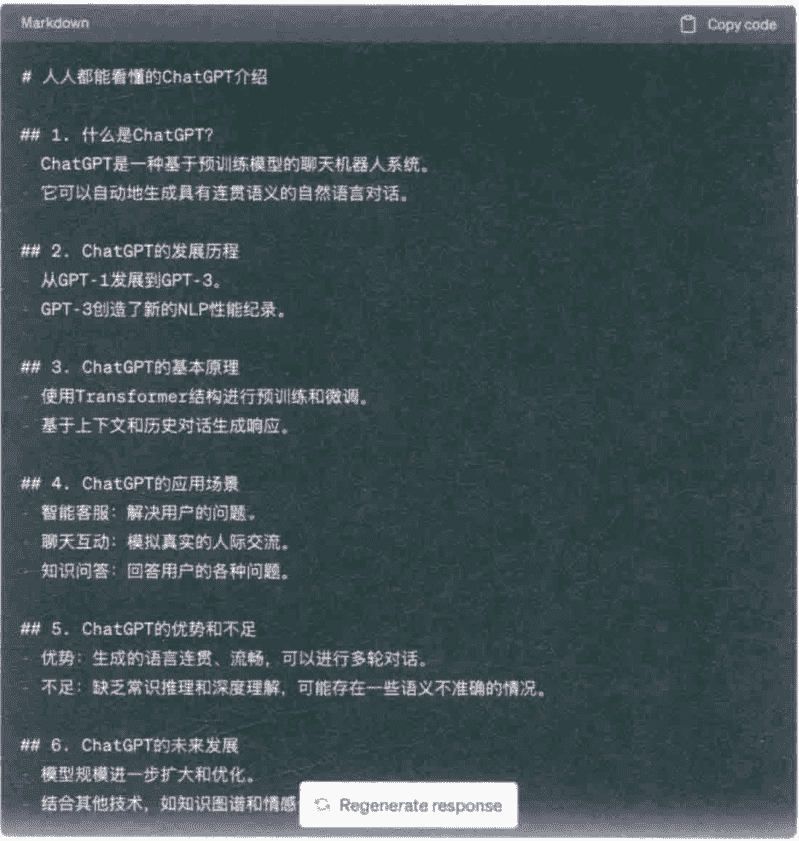 Markdown
Copy code
# 人人都能看懂的ChatGPT介绍
## 1. 什么是ChatGPT?
- ChatGPT是一种基于预训练模型的聊天机器人系统。
- 它可以自动地生成具有连贯语义的自然语言对话。
## 2. ChatGPT的发展历程
- 从GPT-1发展到GPT-3。
- GPT-3创造了新的NLP性能纪录。
## 3. ChatGPT的基本原理
- 使用Transformer结构进行预训练和微调。
- 基于上下文和历史对话生成响应。
## 4. ChatGPT的应用场景
- 智能客服：解决用户的问题。
- 聊天互动：模拟真实的人际交流。
- 知识问答：回答用户的各种问题。
## 5. ChatGPT的优势和不足
- 优势：生成的语言连贯、流畅，可以进行多轮对话。
- 不足：缺乏常识推理和深度理解，可能存在一些语义不准确的情况。
## 6. ChatGPT的未来发展
- 模型规模进一步扩大和优化。
- 结合其他技术，如知识图谱和情感
Regenerate response